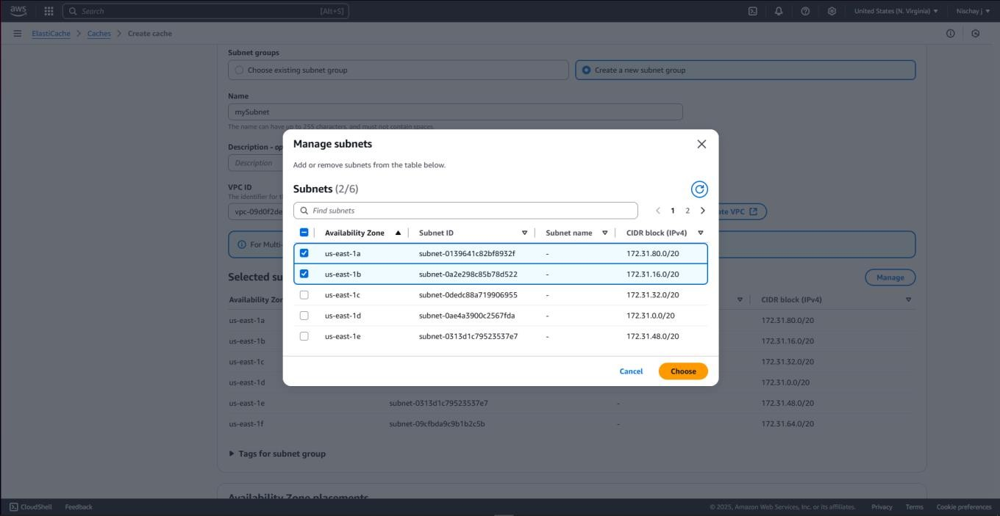 aws
Search [Alt+S]
United States (N. Virginia) ▼ Nischay j ▼
ElastiCache > Caches > Create cache
Subnet groups
Choose existing subnet group
Create a new subnet group
Name
mySubnet
The name can have up to 255 characters, and must not contain spaces.
Description - op
Description
VPC ID
The identifier for t
vpc-09d0f2de
ate VPC
For Multi-
Selected su
Manage
Availability Zor
CIDR block (IPv4)
us-east-1a 172.31.80.0/20
us-east-1b 172.31.16.0/20
us-east-1c 172.31.32.0/20
us-east-1d 172.31.0.0/20
us-east-1e subnet-0313d1c79523537e7 - 172.31.48.0/20
us-east-1f subnet-09cfbda9c9b1b2c5b - 172.31.64.0/20
Tags for subnet group
Availability Zone placements
Manage subnets
Add or remove subnets from the table below.
Subnets (2/6)
Find subnets
< 1 2 >
Availability Zone Subnet ID Subnet name CIDR block (IPv4)
us-east-1a subnet-0139641c82bf8932f - 172.31.80.0/20
us-east-1b subnet-0a2e298c85b78d522 - 172.31.16.0/20
us-east-1c subnet-0dedc88a719906955 - 172.31.32.0/20
us-east-1d subnet-0ae4a3900c2567fda - 172.31.0.0/20
us-east-1e subnet-0313d1c79523537e7 - 172.31.48.0/20
Cancel Choose
CloudShell Feedback
© 2025, Amazon Web Services, Inc. or its affiliates. Privacy Terms Cookie preferences